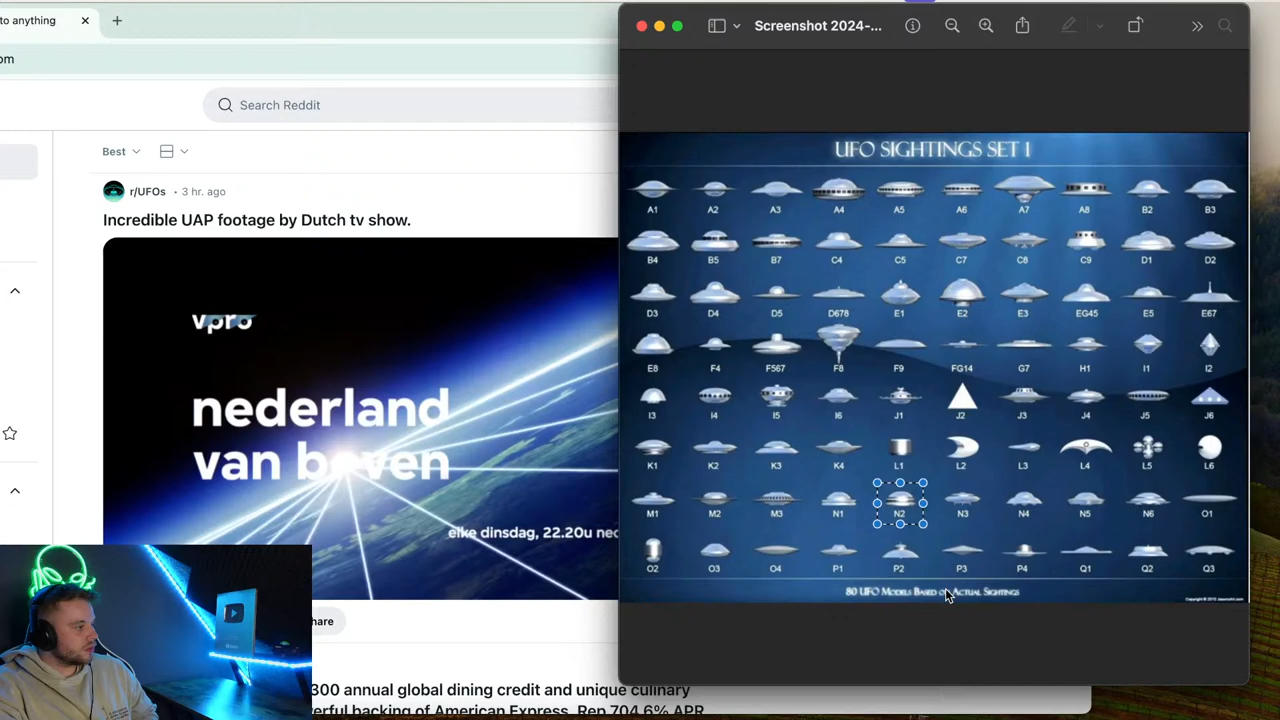 to anything
om
Search Reddit
Best
r/UFOs • 3 hr. ago
Incredible UAP footage by Dutch tv show.
vpro
nederland
van boven
elke dinsdag, 22.20u
hare
300 annual global dining credit and unique culinary
erful backing of American Express. Rep 704.6% APR
Screenshot 2024-...
UFO SIGHTINGS SET 1
A1 A2 A3 A4 A5 A6 A7 A8 B2 B3
B4 B5 B7 C4 C5 C7 C8 C9 D1 D2
D3 D4 D5 D678 E1 E2 E3 EG45 E5 E67
E8 F4 F567 F8 F9 FG14 G7 H1 I1 I2
I3 I4 I5 I6 J1 J2 J3 J4 J5 J6
K1 K2 K3 K4 L1 L2 L3 L4 L5 L6
M1 M2 M3 N1 N2 N3 N4 N5 N6 O1
O2 O3 O4 P1 P2 P3 P4 Q1 Q2 Q3
80 UFO MODELS BASED ON ACTUAL SIGHTINGS